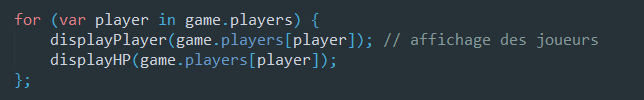 for (var player in game.players) {
    displayPlayer(game.players[player]); // affichage des joueurs
    displayHP(game.players[player]);
};